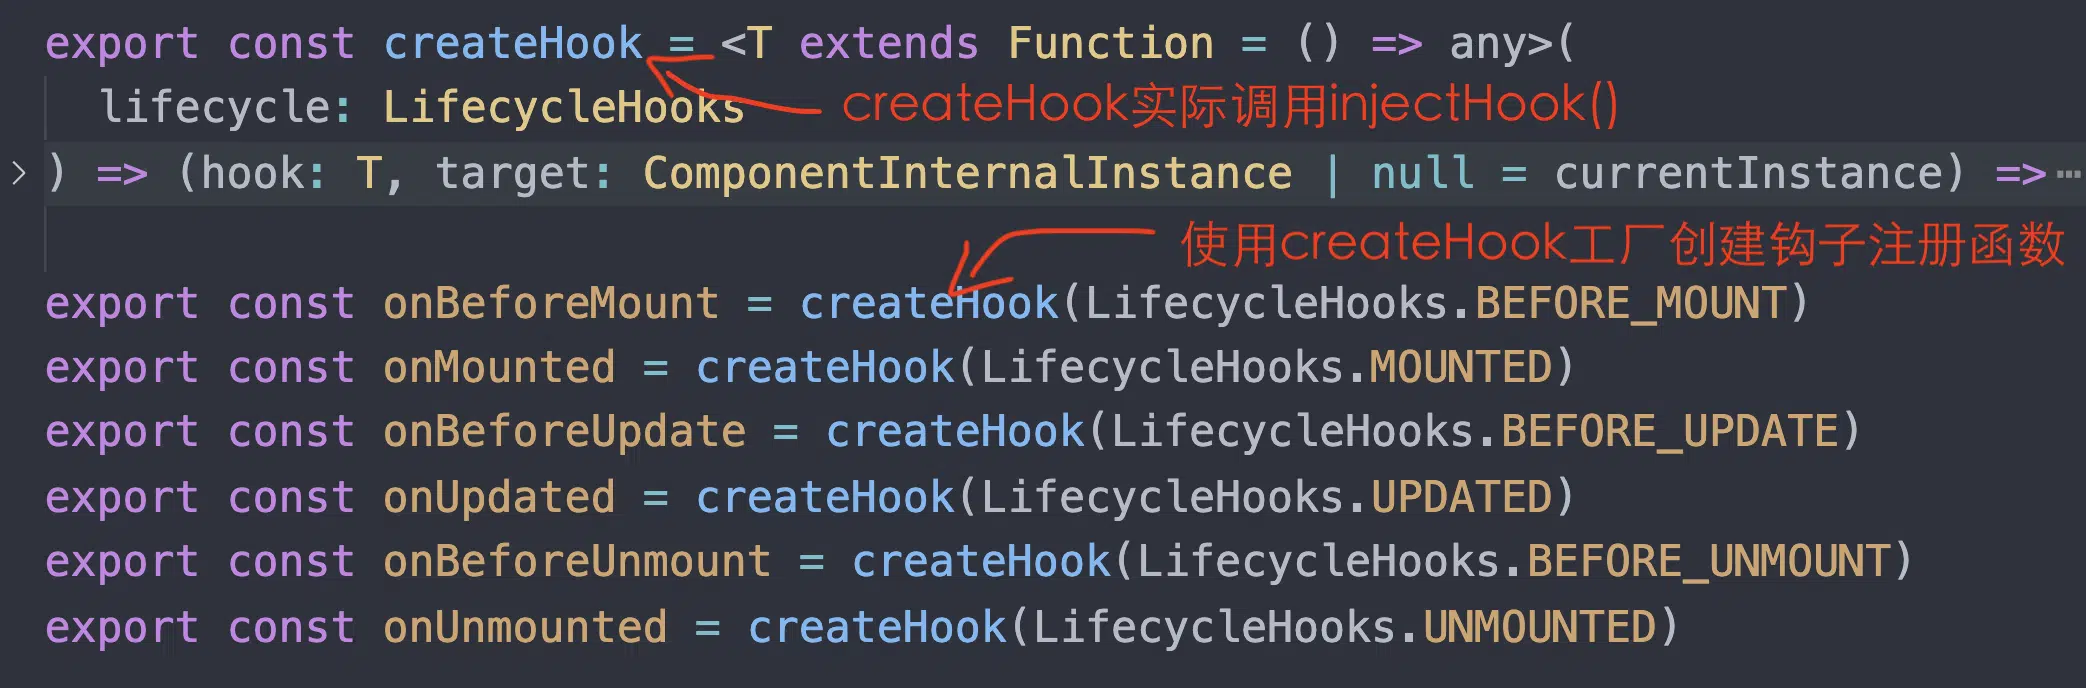 export const createHook = <T extends Function = () => any>(
lifecycle: LifecycleHooks
createHook实际调用injectHook()
) => (hook: T, target: ComponentInternalInstance | null = currentInstance) =>…
使用createHook工厂创建钩子注册函数
export const onBeforeMount = createHook(LifecycleHooks.BEFORE_MOUNT)
export const onMounted = createHook(LifecycleHooks.MOUNTED)
export const onBeforeUpdate = createHook(LifecycleHooks.BEFORE_UPDATE)
export const onUpdated = createHook(LifecycleHooks.UPDATED)
export const onBeforeUnmount = createHook(LifecycleHooks.BEFORE_UNMOUNT)
export const onUnmounted = createHook(LifecycleHooks.UNMOUNTED)